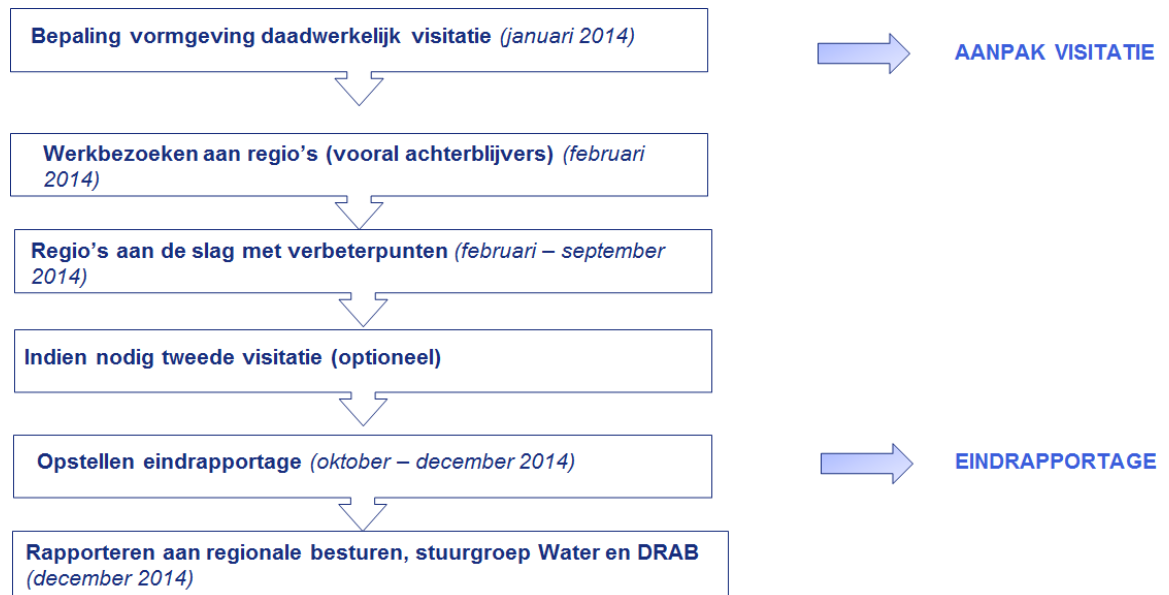 Bepaling vormgeving daadwerkelijk visitatie (januari 2014)
AANPAK VISITATIE
Werkbezoeken aan regio's (vooral achterblijvers) (februari
2014)
Regio's aan de slag met verbeterpunten (februari – september
2014)
Indien nodig tweede visitatie (optioneel)
Opstellen eindrapportage (oktober – december 2014)
EINDRAPPORTAGE
Rapporteren aan regionale besturen, stuurgroep Water en DRAB
(december 2014)